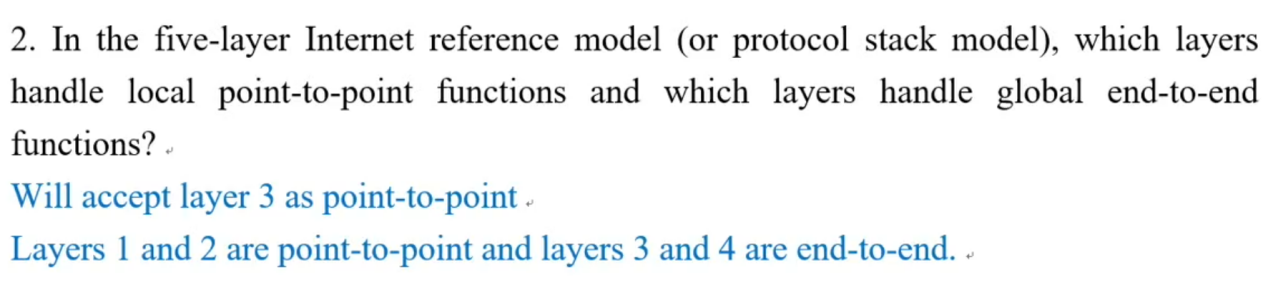 2. In the five-layer Internet reference model (or protocol stack model), which layers
handle local point-to-point functions and which layers handle global end-to-end
functions?
Will accept layer 3 as point-to-point
Layers 1 and 2 are point-to-point and layers 3 and 4 are end-to-end.